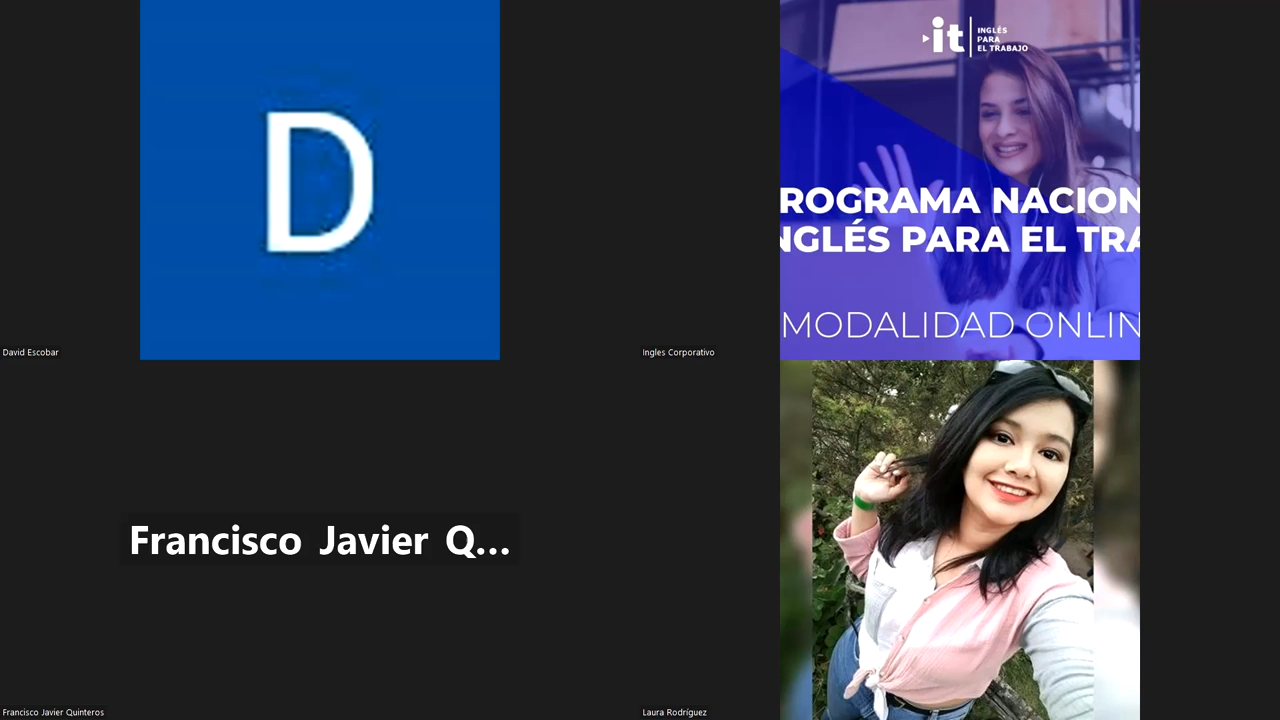 D
David Escobar
it
INGLÉS
PARA
EL TRABAJO
ROGRAMA NACION
NGLÉS PARA EL TRA
MODALIDAD ONLIN
Ingles Corporativo
Francisco Javier Q...
Francisco Javier Quinteros
Laura Rodríguez